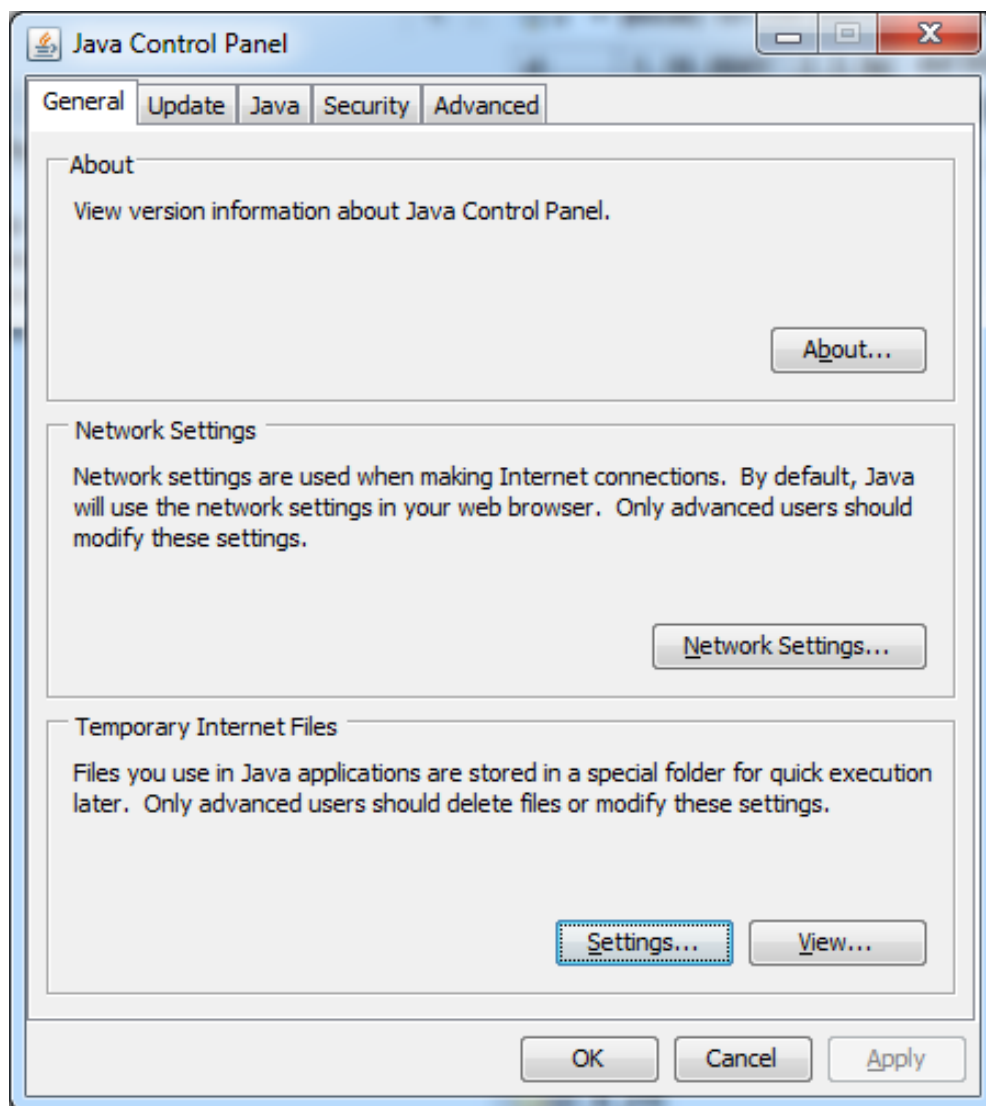 Java Control Panel
General Update Java Security Advanced
About
View version information about Java Control Panel.
About...
Network Settings
Network settings are used when making Internet connections. By default, Java
will use the network settings in your web browser. Only advanced users should
modify these settings.
Network Settings...
Temporary Internet Files
Files you use in Java applications are stored in a special folder for quick execution
later. Only advanced users should delete files or modify these settings.
Settings... View...
OK Cancel Apply